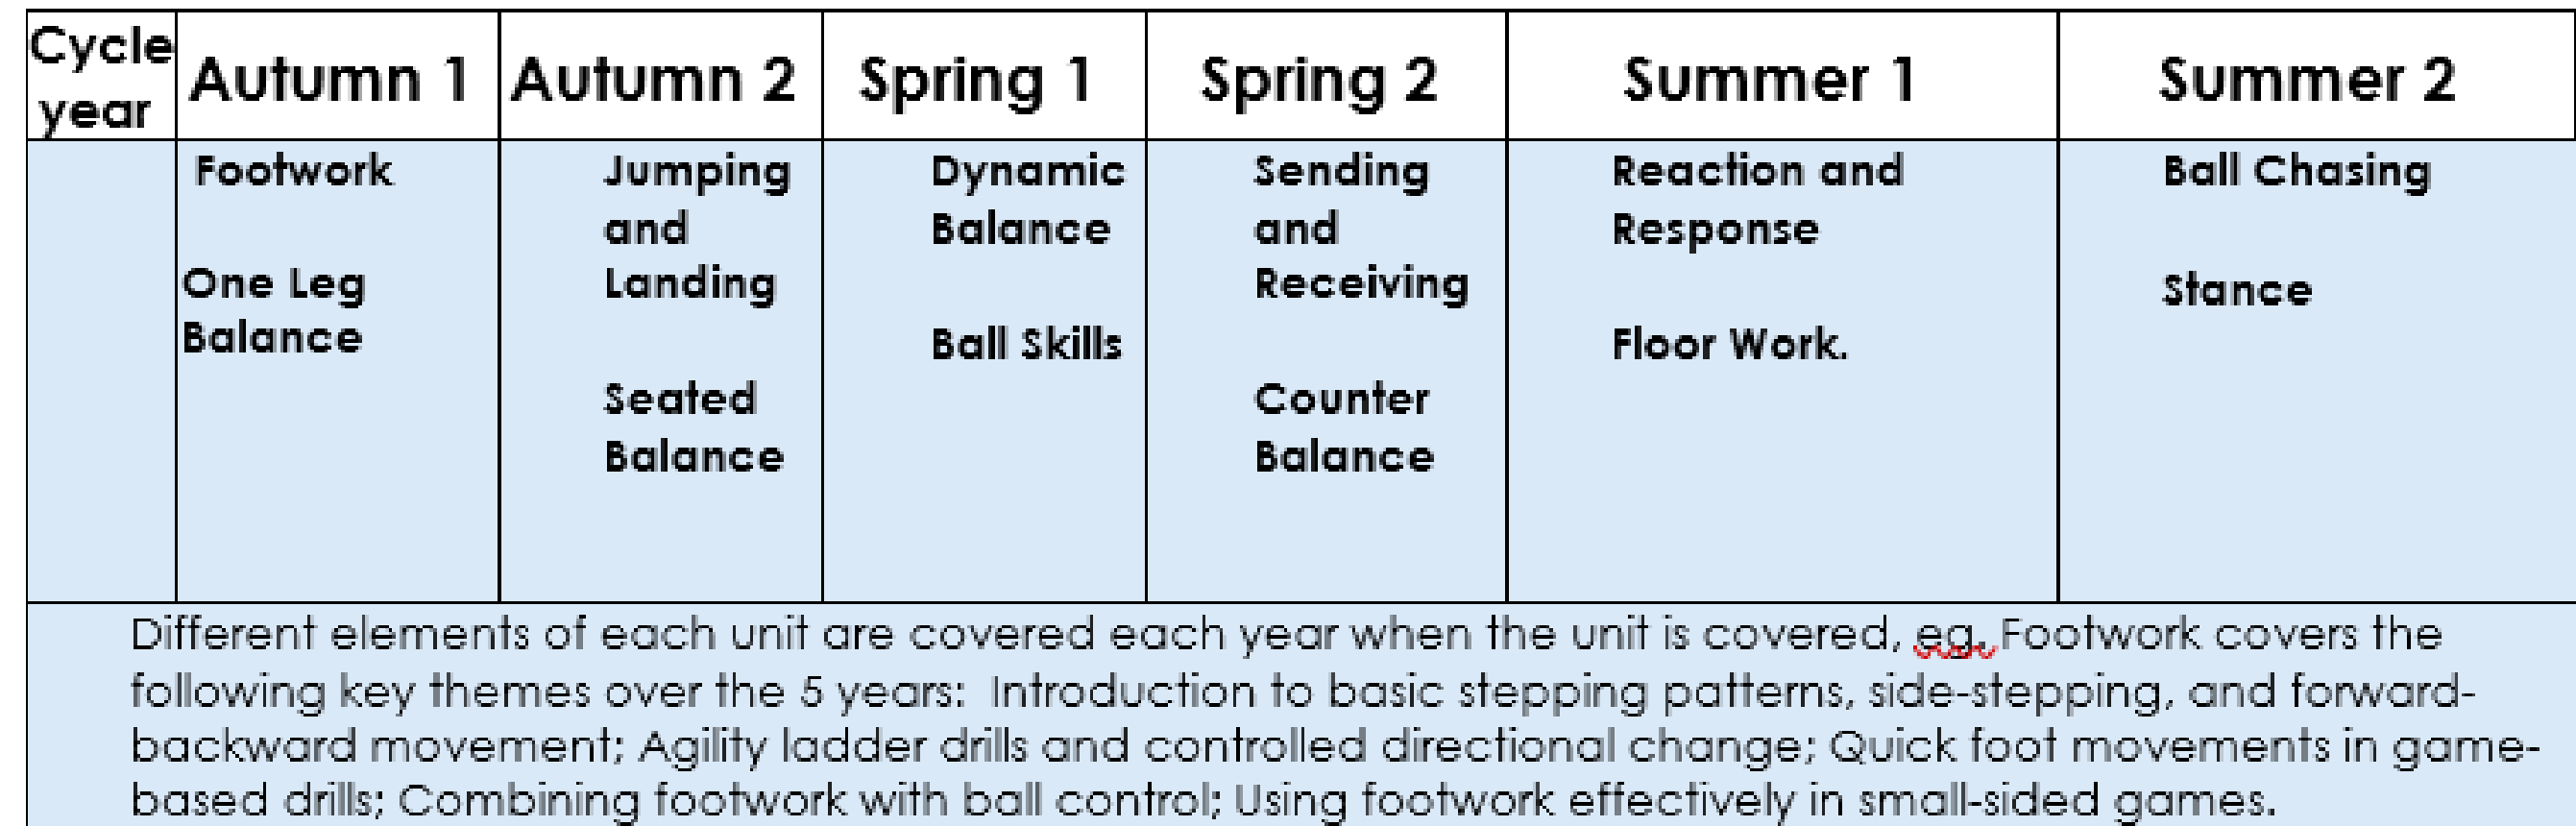 Cycle
year
Autumn 1
Autumn 2
Spring 1
Spring 2
Summer 1
Summer 2
Footwork
One Leg
Balance
Jumping
and
Landing
Seated
Balance
Dynamic
Balance
Ball Skills
Sending
and
Receiving
Counter
Balance
Reaction and
Response
Floor Work.
Ball Chasing
Stance
Different elements of each unit are covered each year when the unit is covered, eg. Footwork covers the
following key themes over the 5 years:  Introduction to basic stepping patterns, side-stepping, and forward-
backward movement; Agility ladder drills and controlled directional change; Quick foot movements in game-
based drills; Combining footwork with ball control; Using footwork effectively in small-sided games.